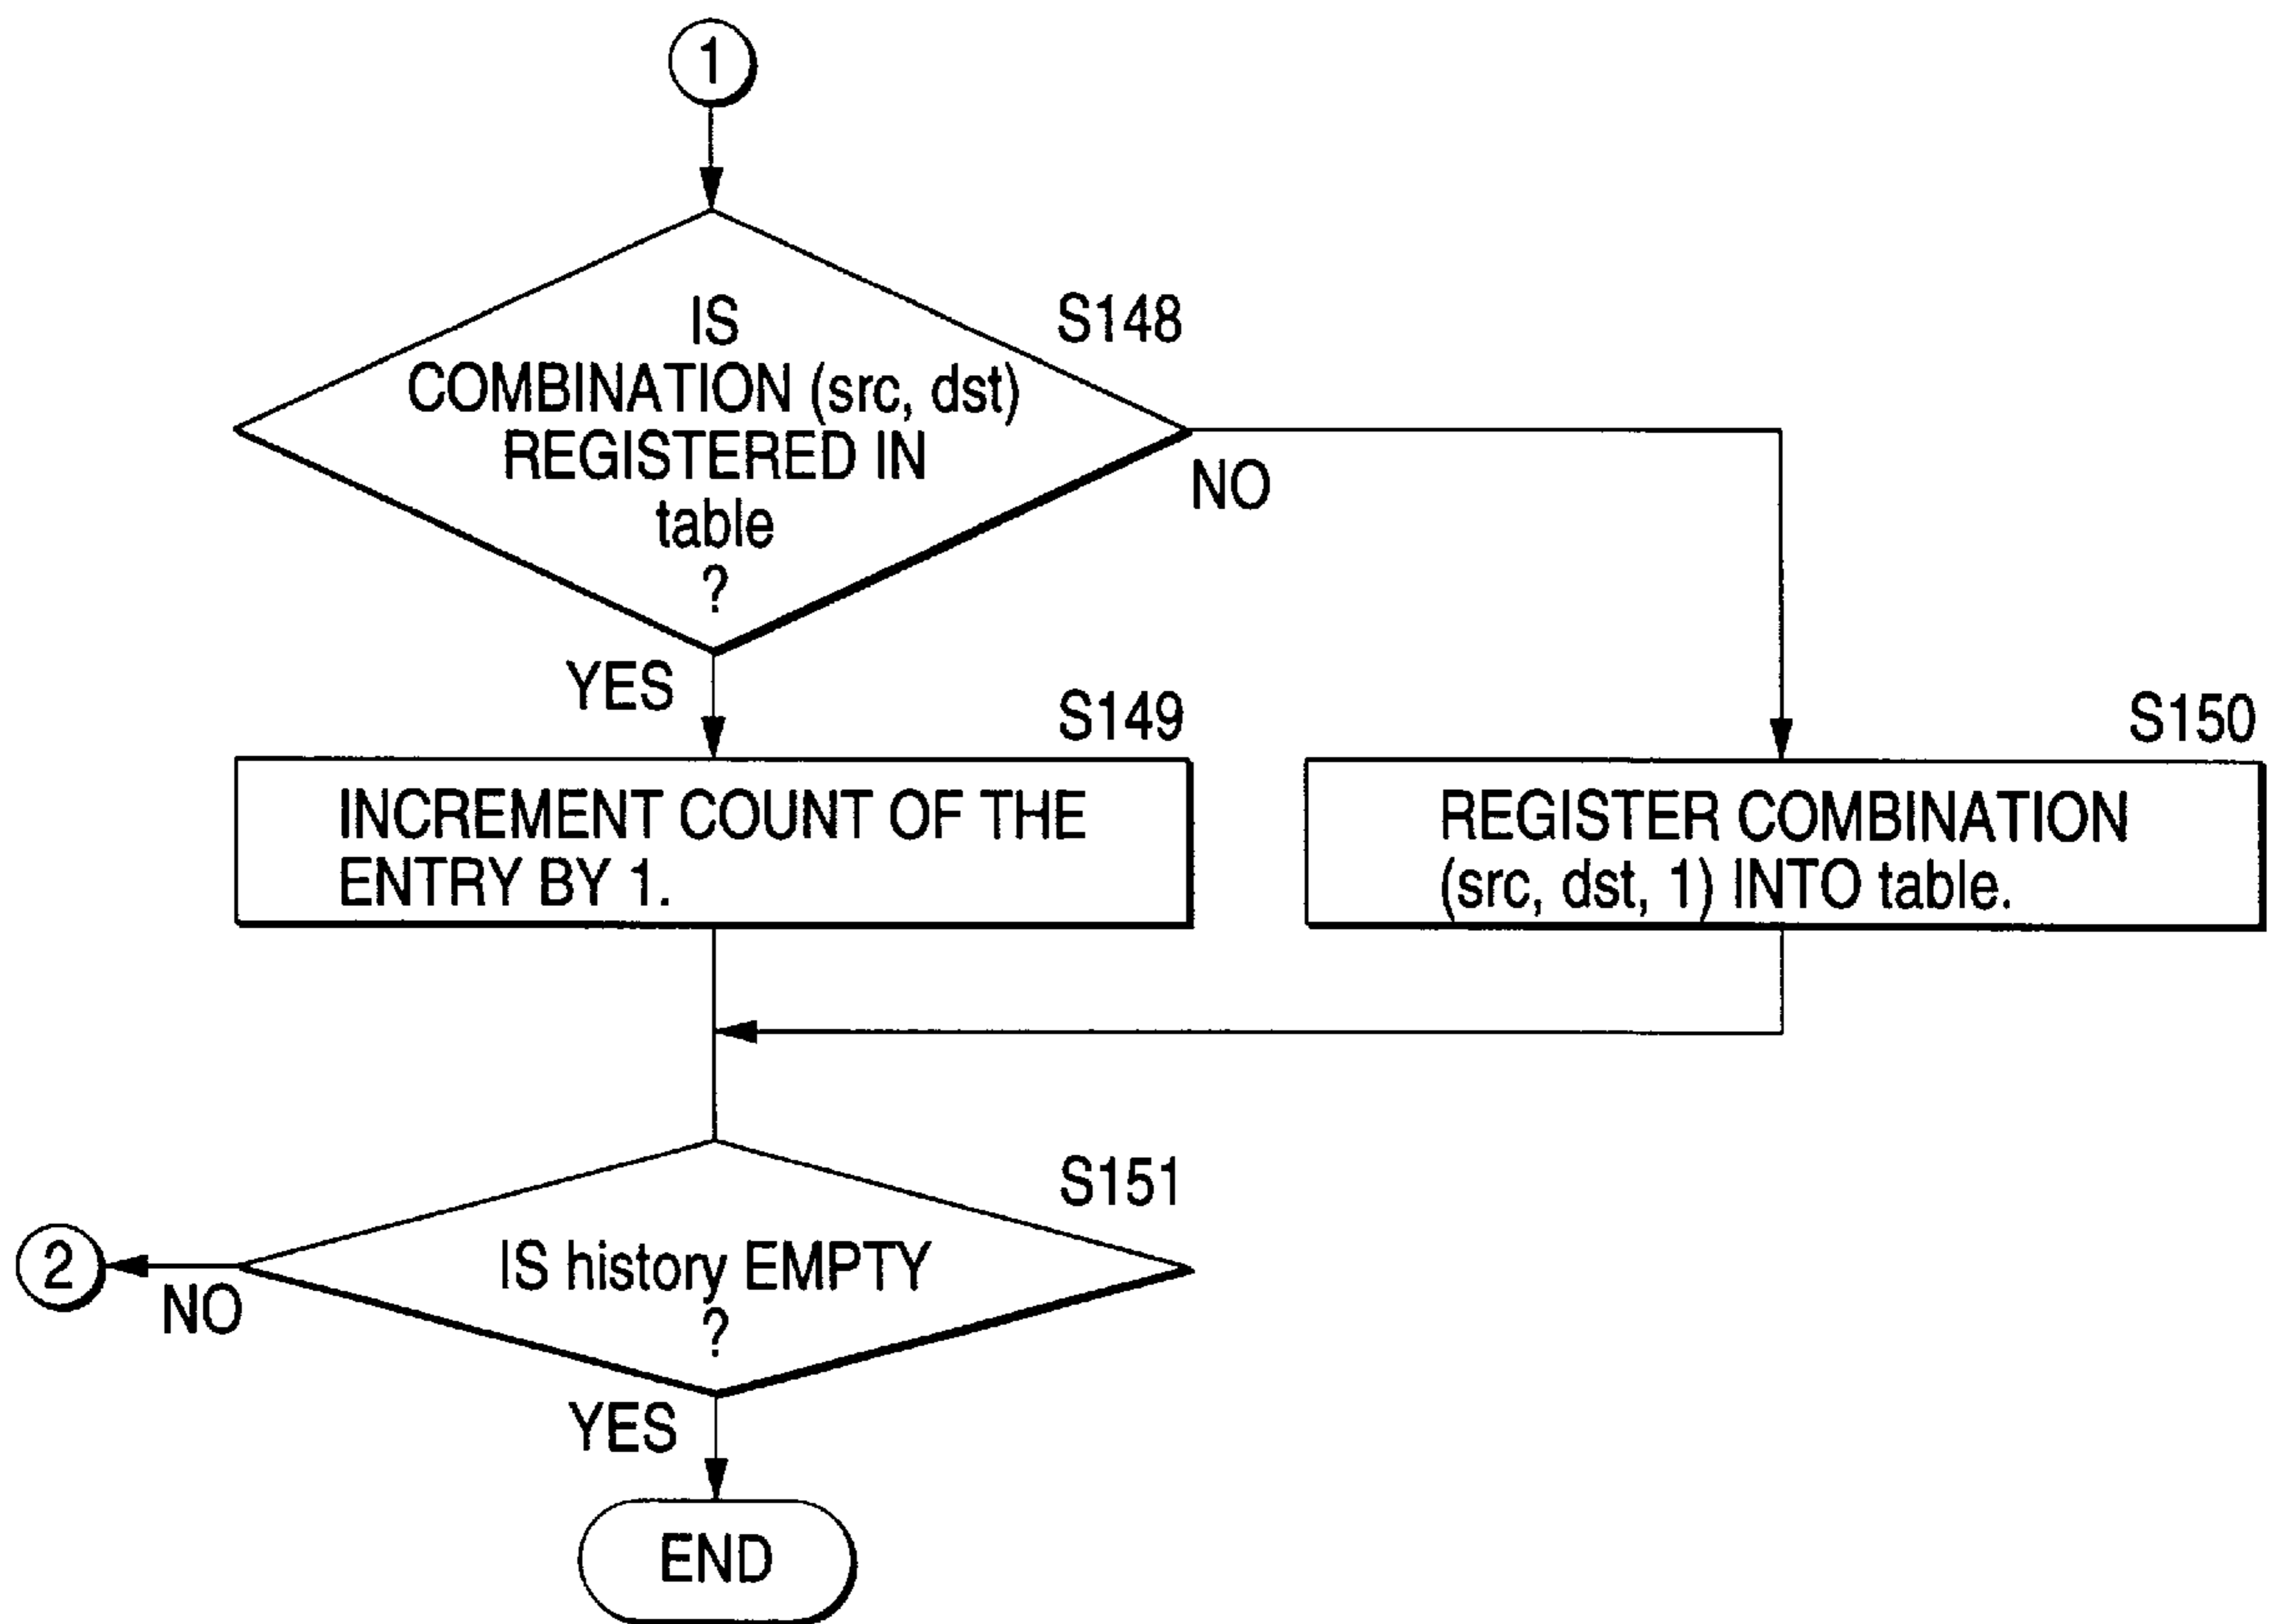 1
IS
COMBINATION (src, dst)
REGISTERED IN
table
?
S148
NO
YES
S149
INCREMENT COUNT OF THE
ENTRY BY 1.
S150
REGISTER COMBINATION
(src, dst, 1) INTO table.
S151
IS history EMPTY
?
2
NO
YES
END